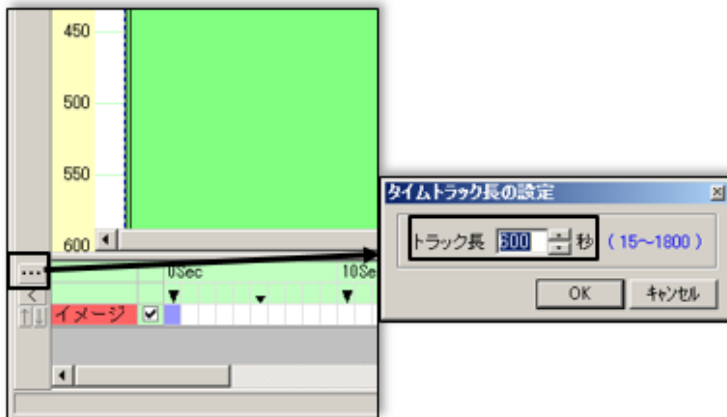 450
500
550
600
....
0Sec
10Se
<
↑↓ イメージ
タイムトラック長の設定
トラック長 600 秒 (15～1800)
OK キャンセル